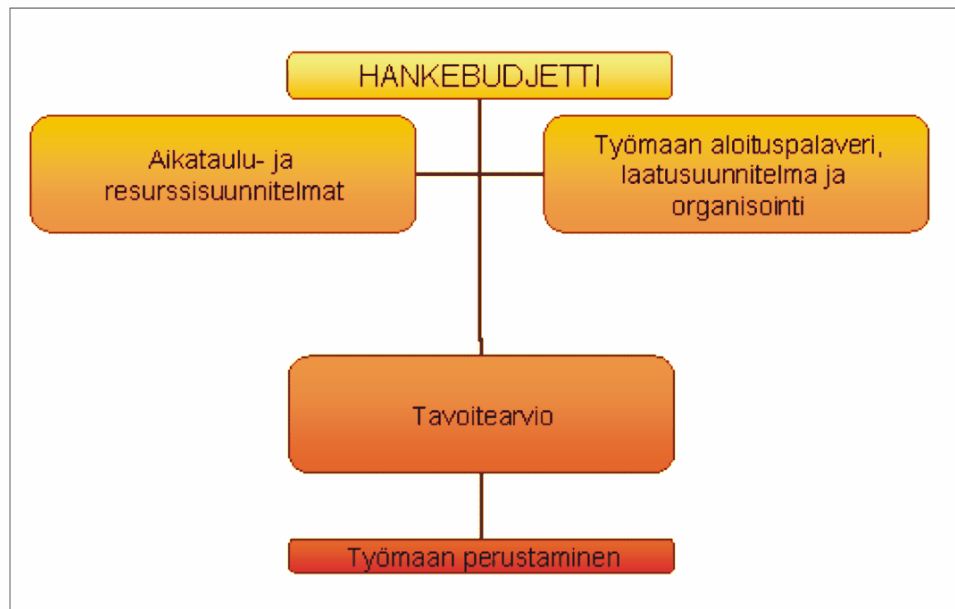 HANKEBUDJETTI
Aikataulu- ja
resurssisuunnitelmat
Työmaan aloituspalaveri,
laatusuunnitelma ja
organisointi
Tavoitearvio
Työmaan perustaminen